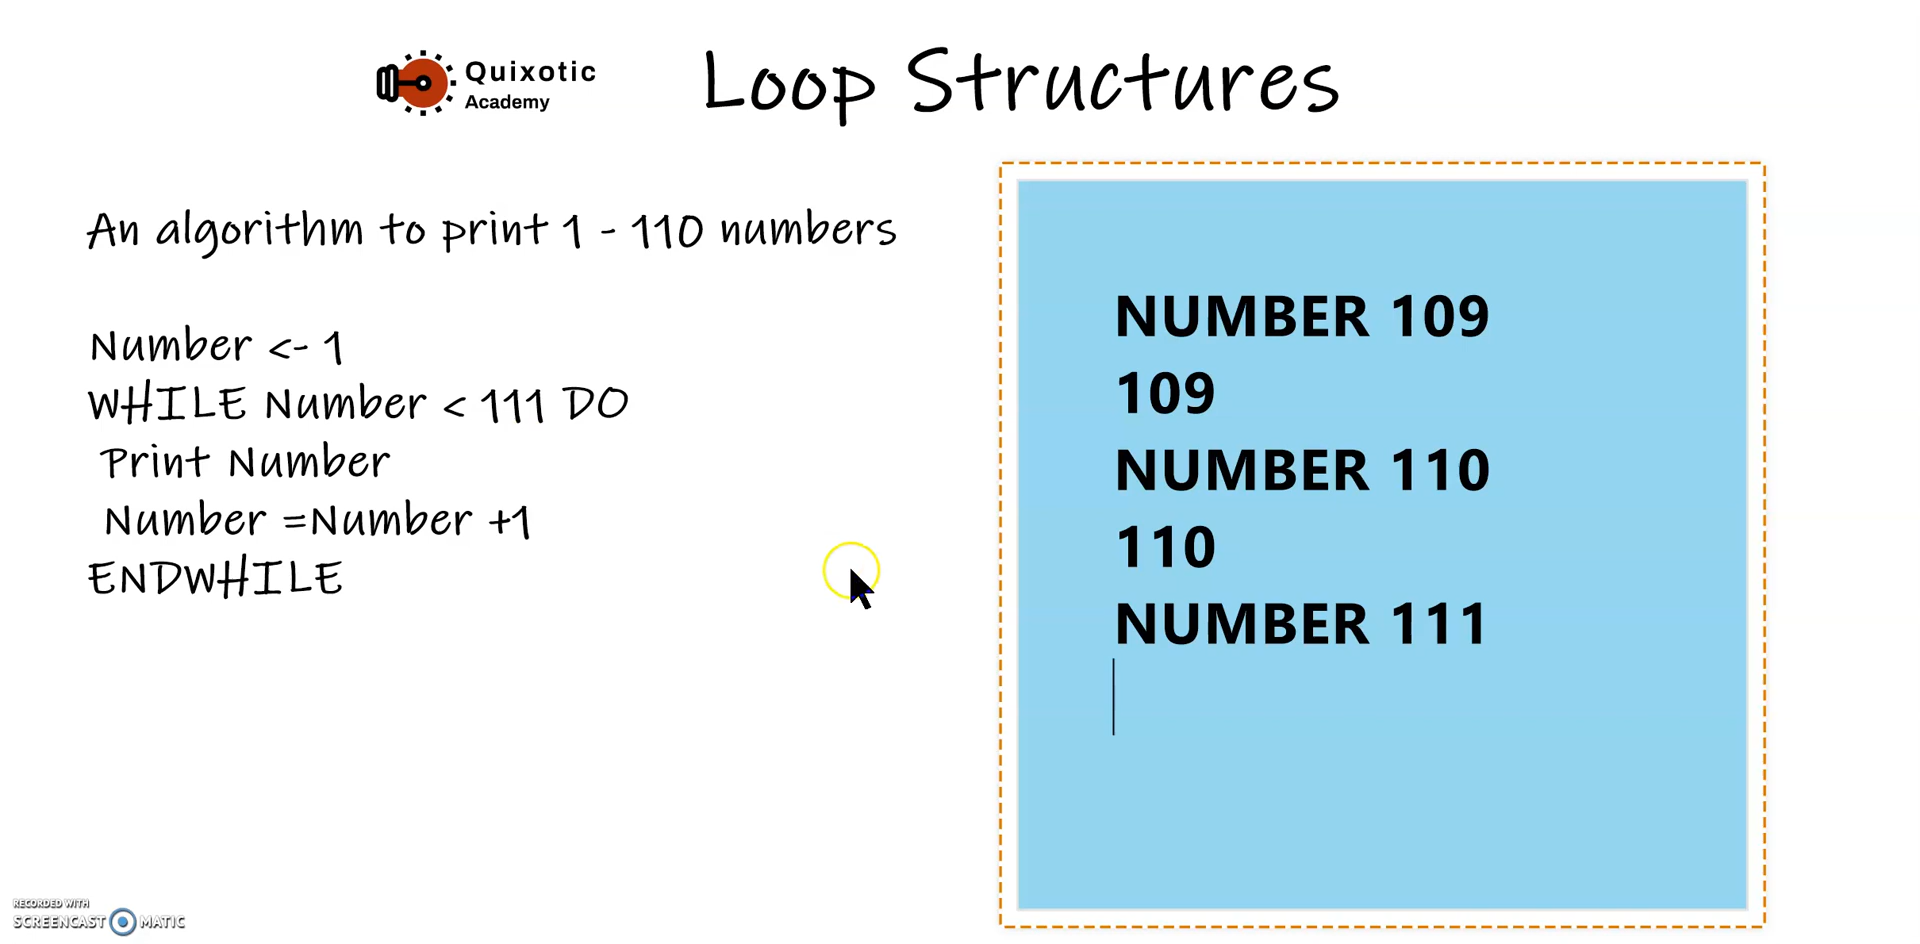 Quixotic
Academy
Loop Structures
An algorithm to print 1 - 110 numbers
Number <- 1
WHILE Number < 111 DO
Print Number
Number =Number +1
ENDWHILE
NUMBER 109
109
NUMBER 110
110
NUMBER 111
RECORDED WITH
SCREENCAST MATIC